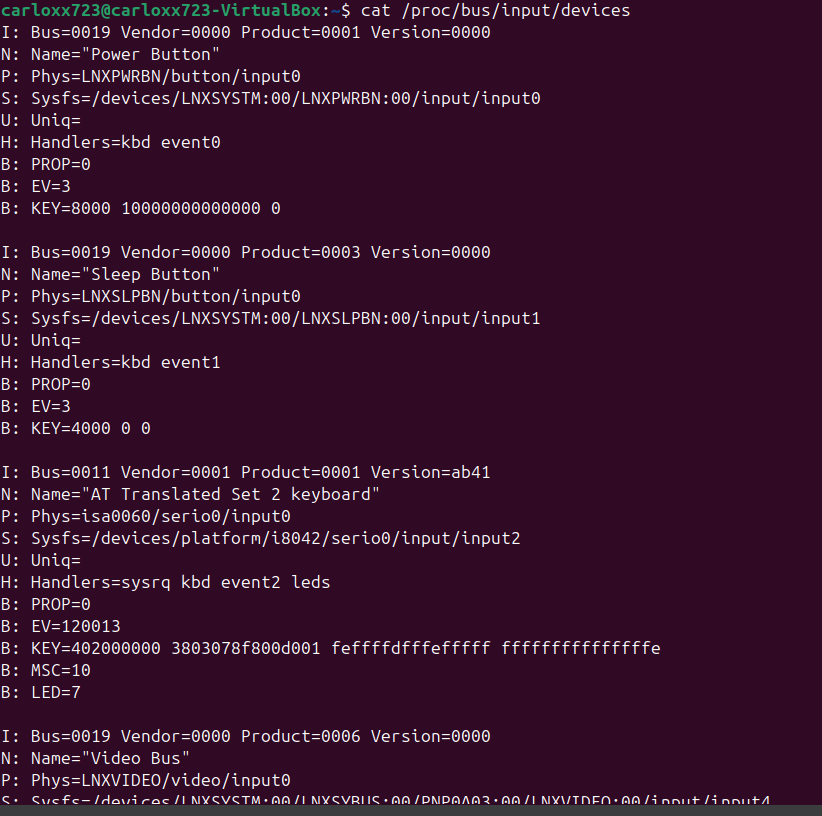 carloxx723@carloxx723-VirtualBox:~$ cat /proc/bus/input/devices
I: Bus=0019 Vendor=0000 Product=0001 Version=0000
N: Name="Power Button"
P: Phys=LNXPWRBN/button/input0
S: Sysfs=/devices/LNXSYSTM:00/LNXPWRBN:00/input/input0
U: Uniq=
H: Handlers=kbd event0
B: PROP=0
B: EV=3
B: KEY=8000 10000000000000 0

I: Bus=0019 Vendor=0000 Product=0003 Version=0000
N: Name="Sleep Button"
P: Phys=LNXSLPBN/button/input0
S: Sysfs=/devices/LNXSYSTM:00/LNXSLPBN:00/input/input1
U: Uniq=
H: Handlers=kbd event1
B: PROP=0
B: EV=3
B: KEY=4000 0 0

I: Bus=0011 Vendor=0001 Product=0001 Version=ab41
N: Name="AT Translated Set 2 keyboard"
P: Phys=isa0060/serio0/input0
S: Sysfs=/devices/platform/i8042/serio0/input/input2
U: Uniq=
H: Handlers=sysrq kbd event2 leds
B: PROP=0
B: EV=120013
B: KEY=402000000 3803078f800d001 feffffdfffefffff fffffffffffffffe
B: MSC=10
B: LED=7

I: Bus=0019 Vendor=0000 Product=0006 Version=0000
N: Name="Video Bus"
P: Phys=LNXVIDEO/video/input0
S: Sysfs=/devices/LNXSYSTM:00/LNXSYBUS:00/PNP0A03:00/LNXVIDEO:00/input/input4